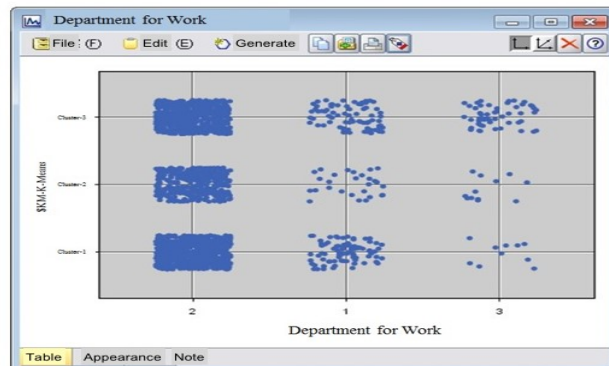 Department for Work
File (F) Edit (E) Generate
Cluster-3
Cluster-2
Cluster-1
$KM-K-Means
2 1 3
Department for Work
Table Appearance Note